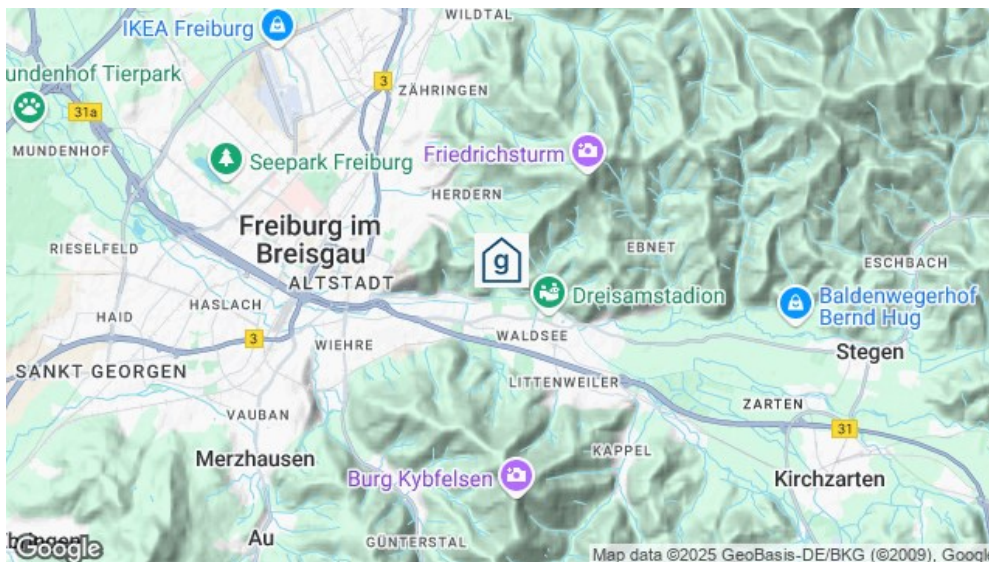 WILDTAL
IKEA Freiburg
undenhof Tierpark
3
ZÄHRINGEN
31a
MUNDENHOF
Seepark Freiburg
Friedrichsturm
HERDERN
Freiburg im
Breisgau
RIESELFELD
EBNET
g
ESCHBACH
ALTSTADT
Dreisamstadion
Baldenwegerhof
Bernd Hug
HASLACH
HAID
3
WIEHRE
WALDSEE
Stegen
SANKT GEORGEN
LITTENWEILER
VAUBAN
ZARTEN
31
Merzhausen
KAPPEL
Burg Kybfelsen
Kirchzarten
Au
GÜNTERSTAL
Google
Map data ©2025 GeoBasis-DE/BKG (©2009), Google